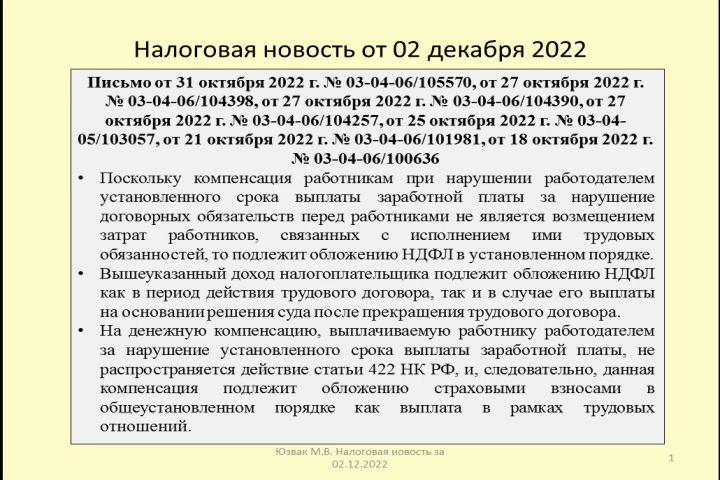 Налоговая новость от 02 декабря 2022
Письмо от 31 октября 2022 г. № 03-04-06/105570, от 27 октября 2022 г.
№ 03-04-06/104398, от 27 октября 2022 г. № 03-04-06/104390, от 27
октября 2022 г. № 03-04-06/104257, от 25 октября 2022 г. № 03-04-
05/103057, от 21 октября 2022 г. № 03-04-06/101981, от 18 октября 2022 г.
№ 03-04-06/100636
• Поскольку компенсация работникам при нарушении работодателем
установленного срока выплаты заработной платы за нарушение
договорных обязательств перед работниками не является возмещением
затрат работников, связанных с исполнением ими трудовых
обязанностей, то подлежит обложению НДФЛ в установленном порядке.
• Вышеуказанный доход налогоплательщика подлежит обложению НДФЛ
как в период действия трудового договора, так и в случае его выплаты
на основании решения суда после прекращения трудового договора.
• На денежную компенсацию, выплачиваемую работнику работодателем
за нарушение установленного срока выплаты заработной платы, не
распространяется действие статьи 422 НК РФ, и, следовательно, данная
компенсация подлежит обложению страховыми взносами в
общеустановленном порядке как выплата в рамках трудовых
отношений.
Юзвак М.В. Налоговая новость за
02.12.2022
1